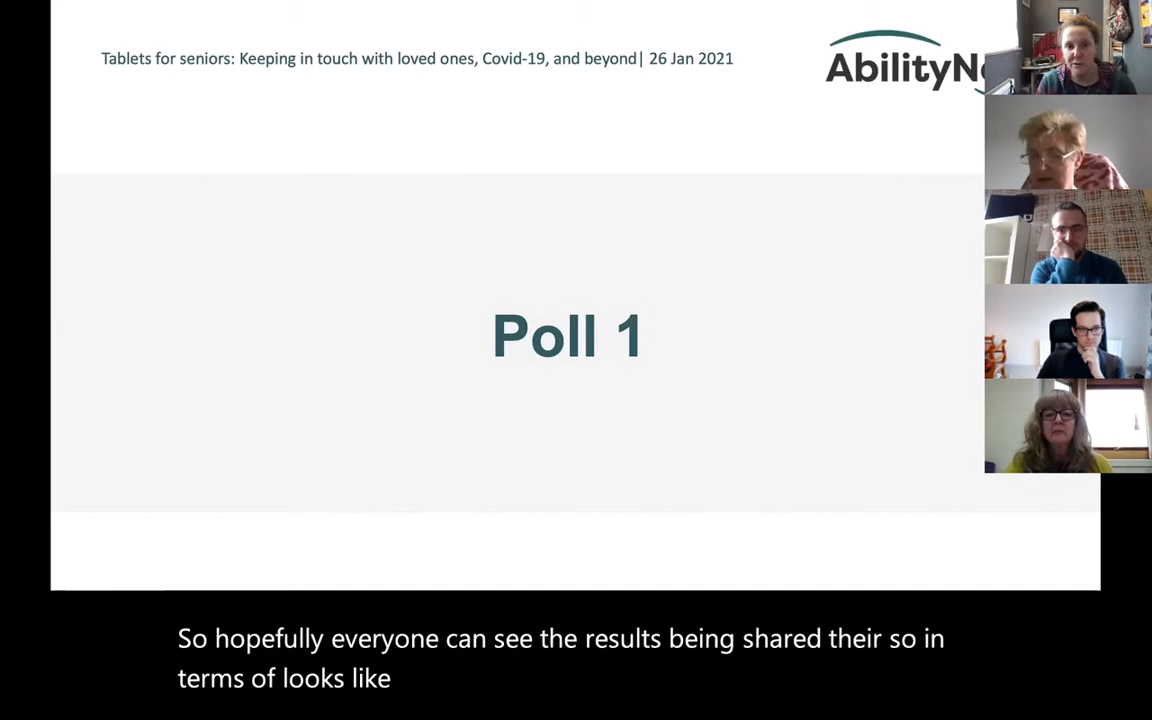 Tablets for seniors: Keeping in touch with loved ones, Covid-19, and beyond| 26 Jan 2021
AbilityN
Poll 1
So hopefully everyone can see the results being shared their so in
terms of looks like